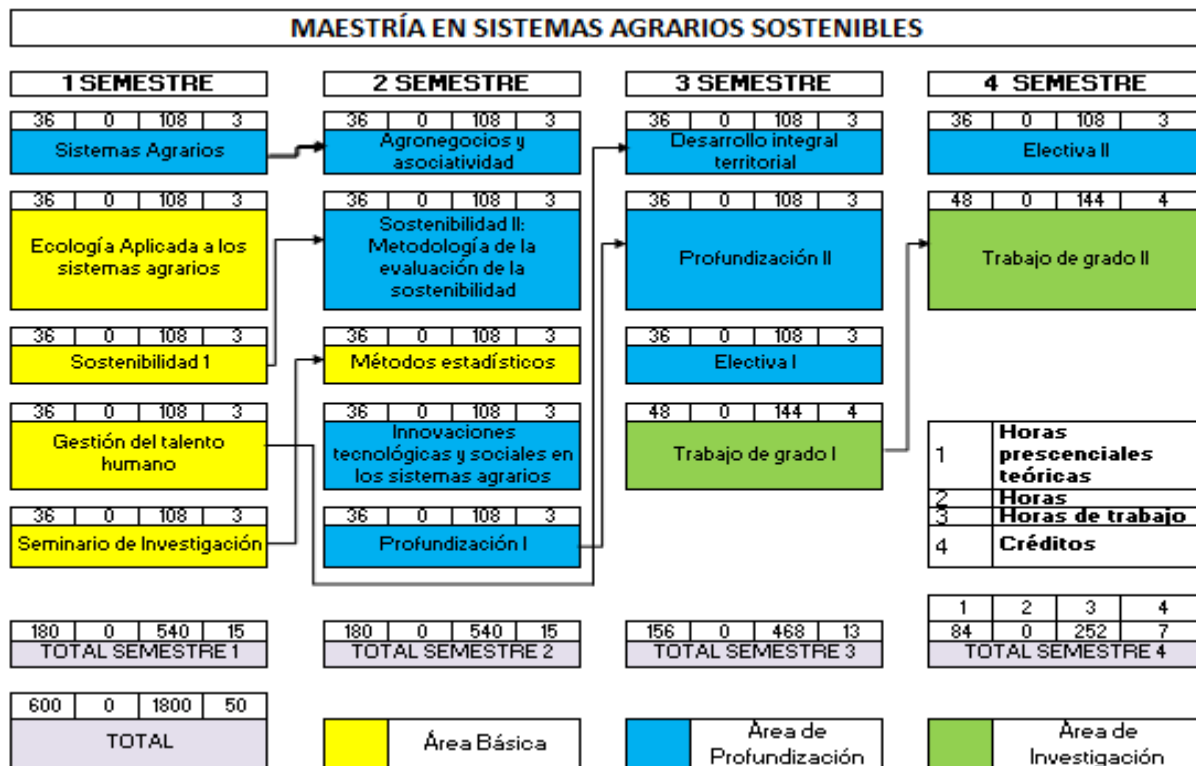 MAESTRÍA EN SISTEMAS AGRARIOS SOSTENIBLES
1 SEMESTRE
36 0 108 3
Sistemas Agrarios
36 0 108 3
Ecología Aplicada a los
sistemas agrarios
36 0 108 3
Sostenibilidad 1
36 0 108 3
Gestión del talento
humano
36 0 108 3
Seminario de Investigación
180 0 540 15
TOTAL SEMESTRE 1
600 0 1800 50
TOTAL
2 SEMESTRE
36 0 108 3
Agronegocios y
asociatividad
36 0 108 3
Sostenibilidad II:
Metodología de la
evaluación de la
sostenibilidad
36 0 108 3
Métodos estadísticos
36 0 108 3
Innovaciones
tecnológicas y sociales en
los sistemas agrarios
36 0 108 3
Profundización I
180 0 540 15
TOTAL SEMESTRE 2
Área Básica
3 SEMESTRE
36 0 108 3
Desarrollo integral
territorial
36 0 108 3
Profundización II
36 0 108 3
Electiva I
48 0 144 4
Trabajo de grado I
156 0 468 13
TOTAL SEMESTRE 3
Área de
Profundización
4 SEMESTRE
36 0 108 3
Electiva II
48 0 144 4
Trabajo de grado II
1 Horas
prescenciales
teóricas
2 Horas
3 Horas de trabajo
4 Créditos
1 2 3 4
84 0 252 7
TOTAL SEMESTRE 4
Área de
Investigación